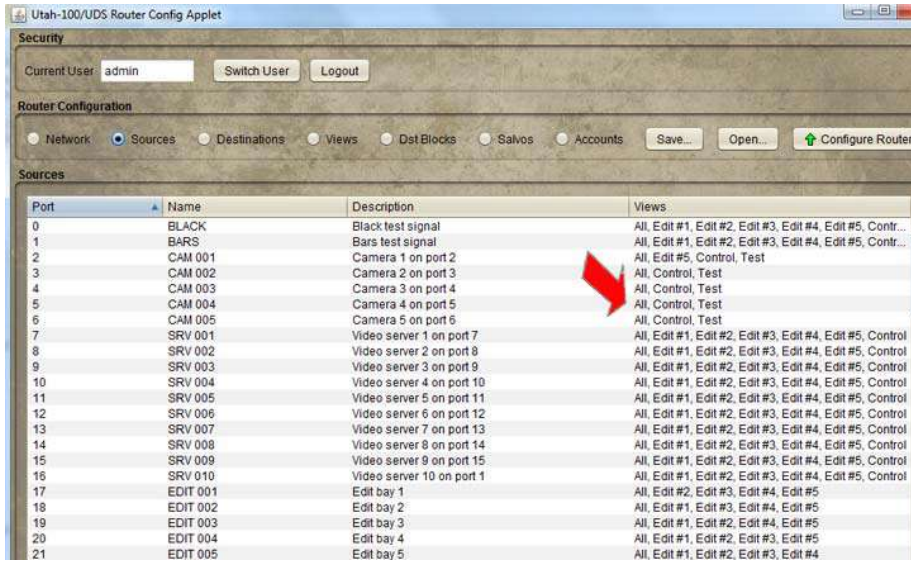 Utah-100/UDS Router Config Applet
Security
Current User admin Switch User Logout
Router Configuration
Network Sources Destinations Views Dst Blocks Salvos Accounts Save... Open... Configure Router
Sources
Port Name Description Views
0 BLACK Black test signal All, Edit #1, Edit #2, Edit #3, Edit #4, Edit #5, Contr...
1 BARS Bars test signal All, Edit #1, Edit #2, Edit #3, Edit #4, Edit #5, Contr...
2 CAM 001 Camera 1 on port 2 All, Edit #5, Control, Test
3 CAM 002 Camera 2 on port 3 All, Control, Test
4 CAM 003 Camera 3 on port 4 All, Control, Test
5 CAM 004 Camera 4 on port 5 All, Control, Test
6 CAM 005 Camera 5 on port 6 All, Control, Test
7 SRV 001 Video server 1 on port 7 All, Edit #1, Edit #2, Edit #3, Edit #4, Edit #5, Control
8 SRV 002 Video server 2 on port 8 All, Edit #1, Edit #2, Edit #3, Edit #4, Edit #5, Control
9 SRV 003 Video server 3 on port 9 All, Edit #1, Edit #2, Edit #3, Edit #4, Edit #5, Control
10 SRV 004 Video server 4 on port 10 All, Edit #1, Edit #2, Edit #3, Edit #4, Edit #5, Control
11 SRV 005 Video server 5 on port 11 All, Edit #1, Edit #2, Edit #3, Edit #4, Edit #5, Control
12 SRV 006 Video server 6 on port 12 All, Edit #1, Edit #2, Edit #3, Edit #4, Edit #5, Control
13 SRV 007 Video server 7 on port 13 All, Edit #1, Edit #2, Edit #3, Edit #4, Edit #5, Control
14 SRV 008 Video server 8 on port 14 All, Edit #1, Edit #2, Edit #3, Edit #4, Edit #5, Control
15 SRV 009 Video server 9 on port 15 All, Edit #1, Edit #2, Edit #3, Edit #4, Edit #5, Control
16 SRV 010 Video server 10 on port 1 All, Edit #1, Edit #2, Edit #3, Edit #4, Edit #5, Control
17 EDIT 001 Edit bay 1 All, Edit #2, Edit #3, Edit #4, Edit #5
18 EDIT 002 Edit bay 2 All, Edit #1, Edit #3, Edit #4, Edit #5
19 EDIT 003 Edit bay 3 All, Edit #1, Edit #2, Edit #4, Edit #5
20 EDIT 004 Edit bay 4 All, Edit #1, Edit #2, Edit #3, Edit #5
21 EDIT 005 Edit bay 5 All, Edit #1, Edit #2, Edit #3, Edit #4